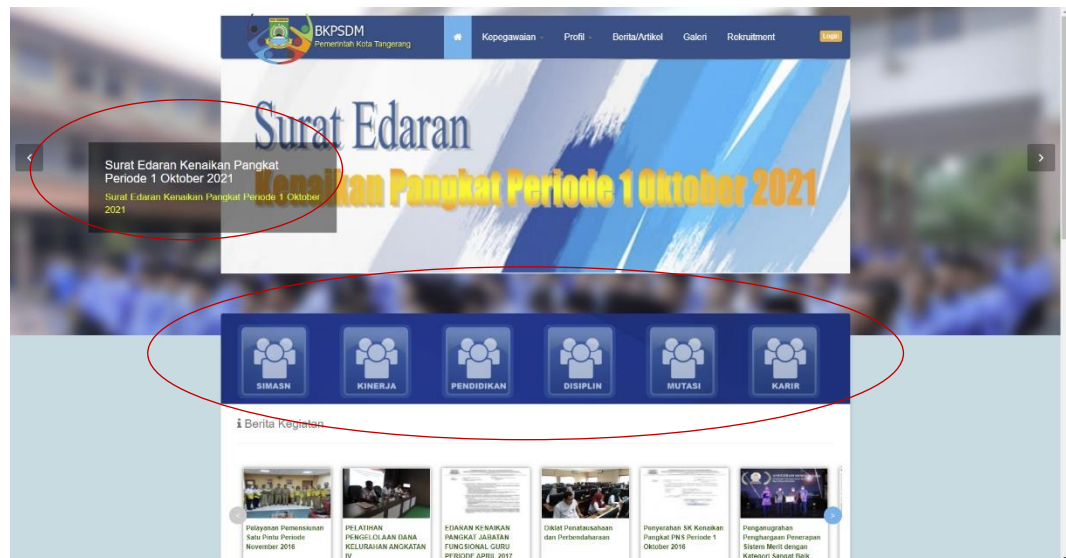 BKPSDM
Pemerintah Kota Tangerang
Kepegawaian
Profil
Berita/Artikel
Galeri
Rekruitment
Login
Surat Edaran
Kenaikan Pangkat Periode 1 Oktober 2021
Surat Edaran Kenaikan Pangkat
Periode 1 Oktober 2021
Surat Edaran Kenaikan Pangkat Periode 1 Oktober
2021
SIMASN
KINERJA
PENDIDIKAN
DISIPLIN
MUTASI
KARIR
Berita Kegiatan
Pelayanan Pemensiunan
Satu Pintu Periode
November 2016
PELATIHAN
PENGELOLAAN DANA
KELURAHAN ANGKATAN
IV
EDARAN KENAIKAN
PANGKAT JABATAN
FUNGSIONAL GURU
PERIODE APRIL 2017
Diklat Penatausahaan
dan Perbendaharaan
Penyerahan SK Kenaikan
Pangkat PNS Periode 1
Oktober 2016
Penganugrahan
Penghargaan Penerapan
Sistem Merit dengan
Kategori Sangat Baik